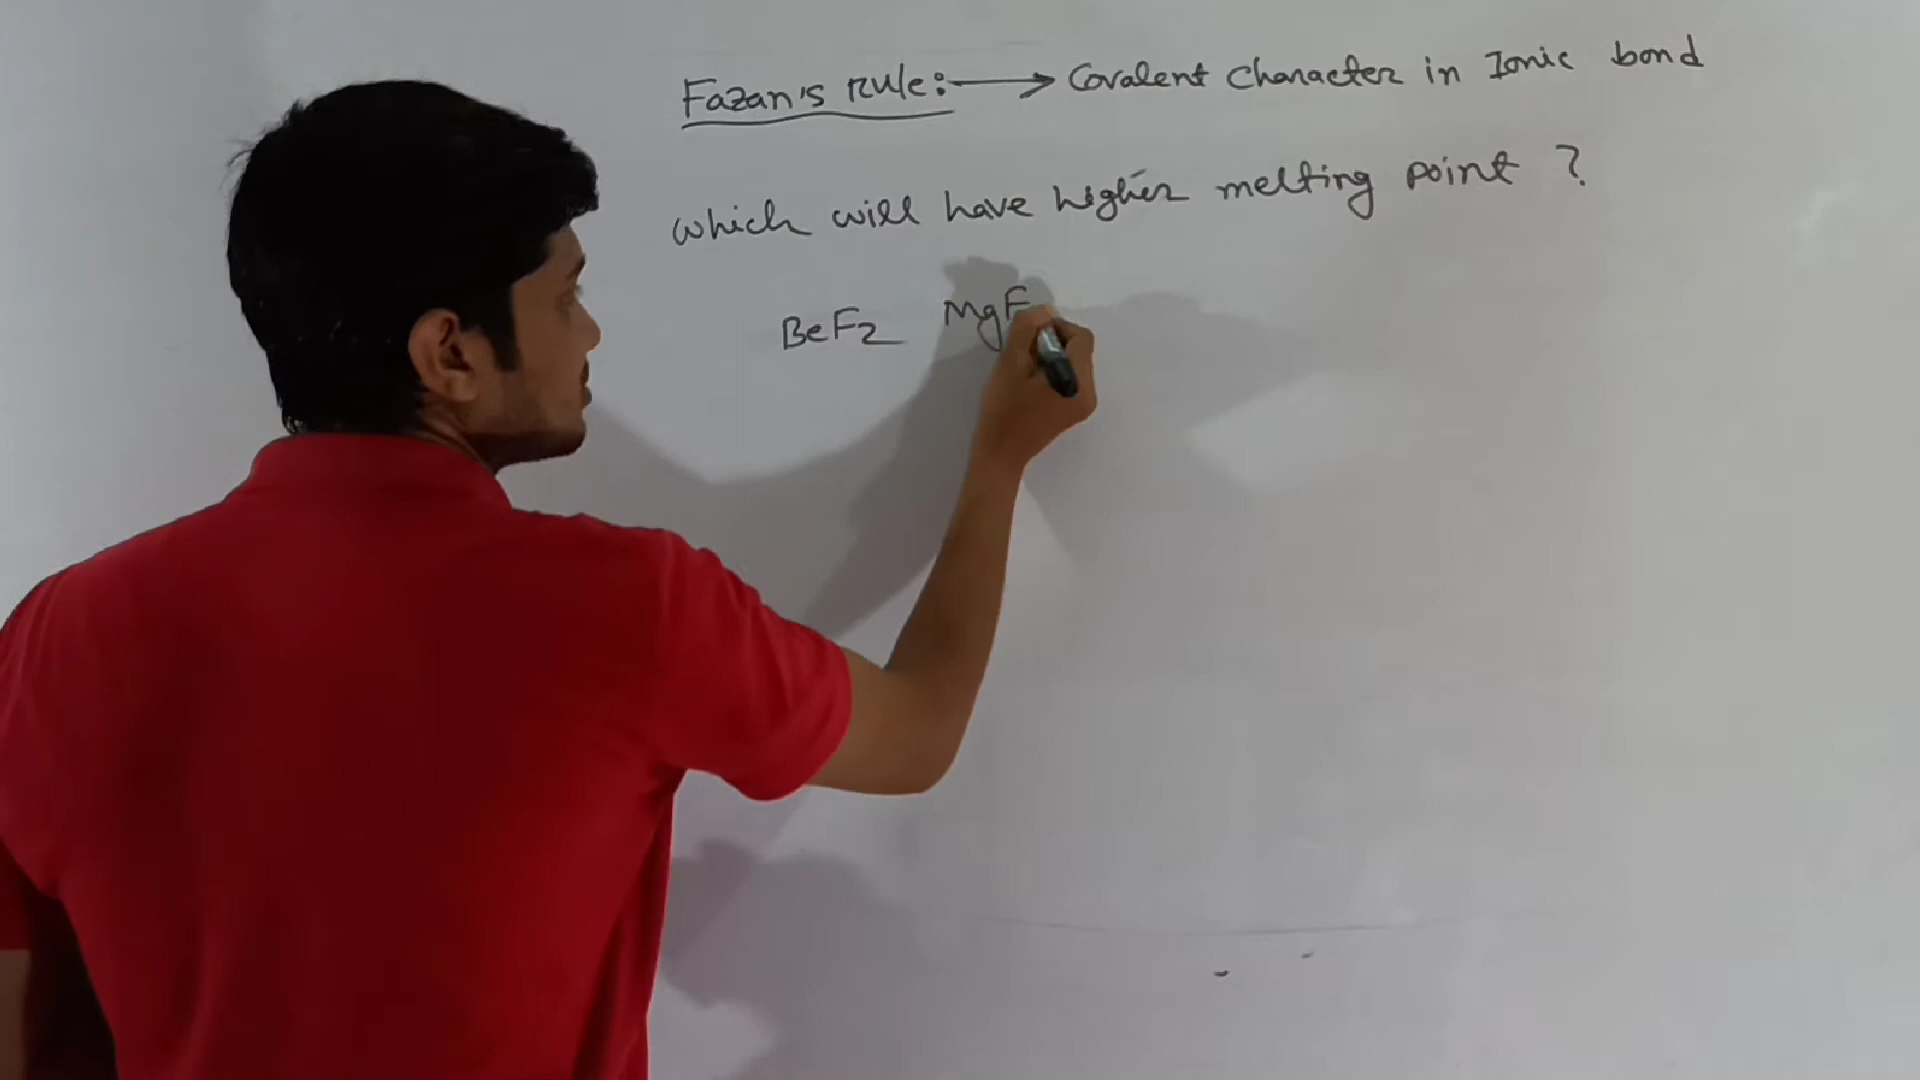 Fazan's Rule:→ Covalent character in Ionic bond
which will have higher melting point ?
BeF2 MgF